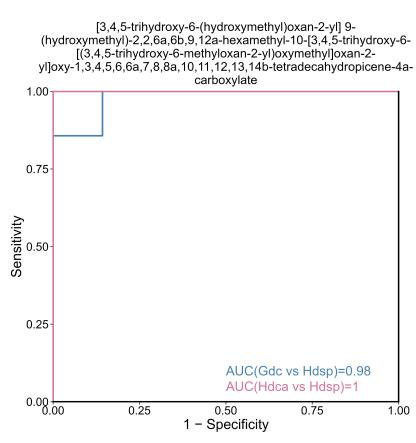 [3,4,5-trihydroxy-6-(hydroxymethyl)oxan-2-yl] 9-
(hydroxymethyl)-2,2,6a,6b,9,12a-hexamethyl-10-[3,4,5-trihydroxy-6-
[(3,4,5-trihydroxy-6-methyloxan-2-yl)oxymethyl]oxan-2-
yl]oxy-1,3,4,5,6,6a,7,8,8a,10,11,12,13,14b-tetradecahydropicene-4a-
carboxylate
1.00
0.75
0.50
0.25
0.00
Sensitivity
AUC(Gdc vs Hdsp)=0.98
AUC(Hdca vs Hdsp)=1
0.00 0.25 0.50 0.75 1.00
1 − Specificity